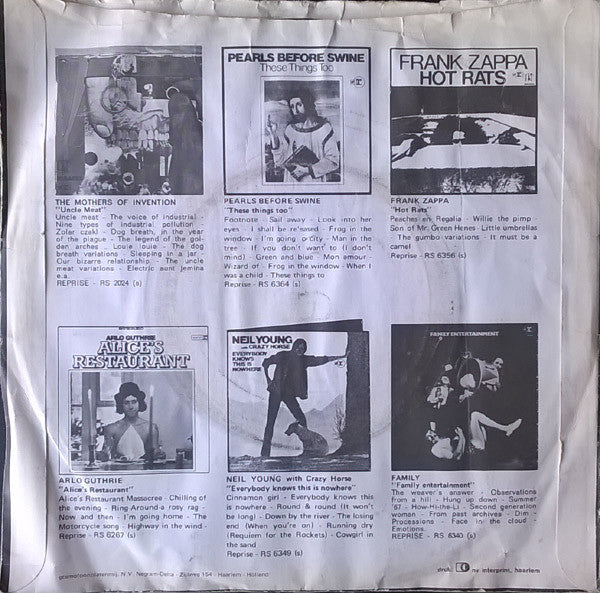 PEARLS BEFORE SWINE
These Things Too
FRANK ZAPPA
HOT RATS
THE MOTHERS OF INVENTION
"Uncle Meat"
Uncle meat - The voice of industrial -
Nine types of industrial pollution -
Zolar czakl - Dog breath, in the year
of the plague - The legend of the gol-
den arches - Louie louie - The dog
breath variations - Sleeping in a jar -
Our bizarre relationship - The uncle
meat variations - Electric aunt jemina
e.a.
REPRISE - RS 2024 (s)
PEARLS BEFORE SWINE
"These things too"
Footnote - Sail away - Look into her
eyes - I shall be released - Frog in the
window - I'm going o City - Man in the
tree - If you don't want to (I don't
mind) - Green and blue - Mon amour -
Wizard of - Frog in the window - When I
was a child - These things to
Reprise - RS 6364 (s)
FRANK ZAPPA
"Hot Rats"
Peaches en Regalia - Willie the pimp -
Son of Mr. Green Henes - Little umbrellas
- The gumbo variations - It must be a
camel
REPRISE - RS 6356 (s)
ARLO GUTHRIE
ALICE'S
RESTAURANT
NEIL YOUNG
with CRAZY HORSE
EVERYBODY
KNOWS
THIS IS
NOWHERE
FAMILY ENTERTAINMENT
ARLO GUTHRIE
"Alice's Restaurant"
Alice's Restaurant Massacree - Chilling of
the evening - Ring-Around-a rosy rag -
Now and then - I'm going home - The
Motorcycle song - Highway in the wind -
Reprise - RS 6267 (s)
NEIL YOUNG with Crazy Horse
"Everybody knows this is nowhere"
Cinnamon girl - Everybody knows this
is nowhere - Round & round (It won't
be long) - Down by the river - The losing
end (When you're on) - Running dry
(Requiem for the Rockets) - Cowgirl in
the sand
Reprise - RS 6349 (s)
FAMILY
"Family entertainment"
The weaver's answer - Observations
from a hill - Hung up down - Summer
'67 - How-Hi-the-Li - Second generation
woman - From past archives - Dim -
Processions - Face in the cloud -
Emotions.
REPRISE - RS 6340 (s)
gramofoonplatenmij. N.V. Negram-Delta - Zijlweg 154 - Haarlem - Holland
druk: ne interprint, haarlem